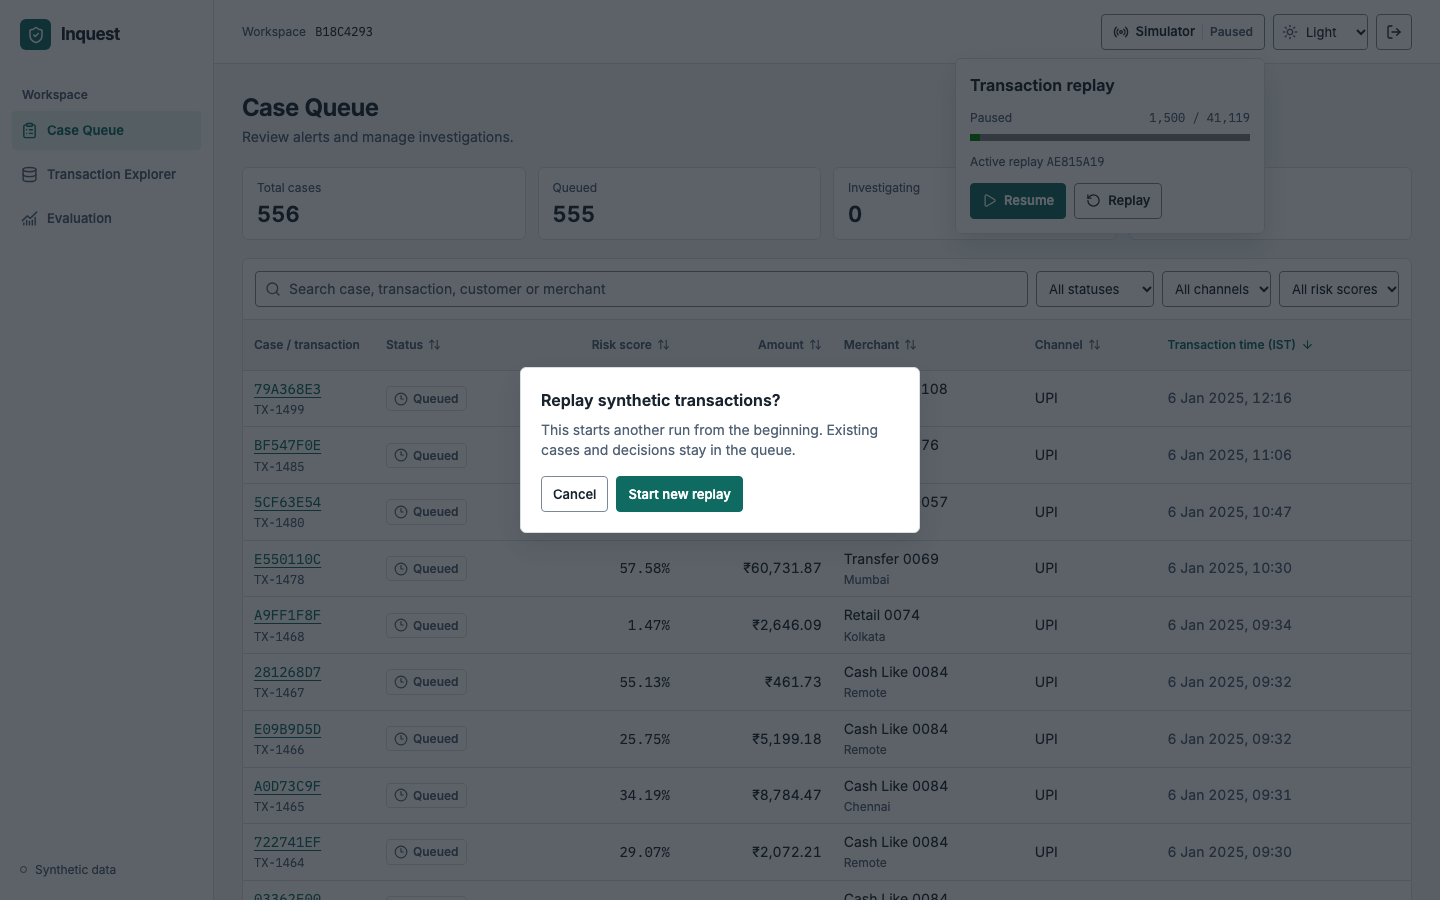 Inquest
Workspace B18C4293
Simulator Paused
Light
Workspace
Case Queue
Transaction Explorer
Evaluation
Synthetic data
Case Queue
Review alerts and manage investigations.
Transaction replay
Paused 1,500 / 41,119
Active replay AE815A19
Resume Replay
Total cases
556
Queued
555
Investigating
0
Search case, transaction, customer or merchant
All statuses All channels All risk scores
Case / transaction Status Risk score Amount Merchant Channel Transaction time (IST)
79A368E3
TX-1499
Queued
108
UPI 6 Jan 2025, 12:16
BF547F0E
TX-1485
Queued
76
UPI 6 Jan 2025, 11:06
5CF63E54
TX-1480
Queued
057
UPI 6 Jan 2025, 10:47
Replay synthetic transactions?
This starts another run from the beginning. Existing
cases and decisions stay in the queue.
Cancel Start new replay
E550110C
TX-1478
Queued 57.58% ₹60,731.87
Transfer 0069
Mumbai
UPI 6 Jan 2025, 10:30
A9FF1F8F
TX-1468
Queued 1.47% ₹2,646.09
Retail 0074
Kolkata
UPI 6 Jan 2025, 09:34
281268D7
TX-1467
Queued 55.13% ₹461.73
Cash Like 0084
Remote
UPI 6 Jan 2025, 09:32
E09B9D5D
TX-1466
Queued 25.75% ₹5,199.18
Cash Like 0084
Remote
UPI 6 Jan 2025, 09:32
A0D73C9F
TX-1465
Queued 34.19% ₹8,784.47
Cash Like 0084
Chennai
UPI 6 Jan 2025, 09:31
722741EF
TX-1464
Queued 29.07% ₹2,072.21
Cash Like 0084
Remote
UPI 6 Jan 2025, 09:30
Cash Like 0084